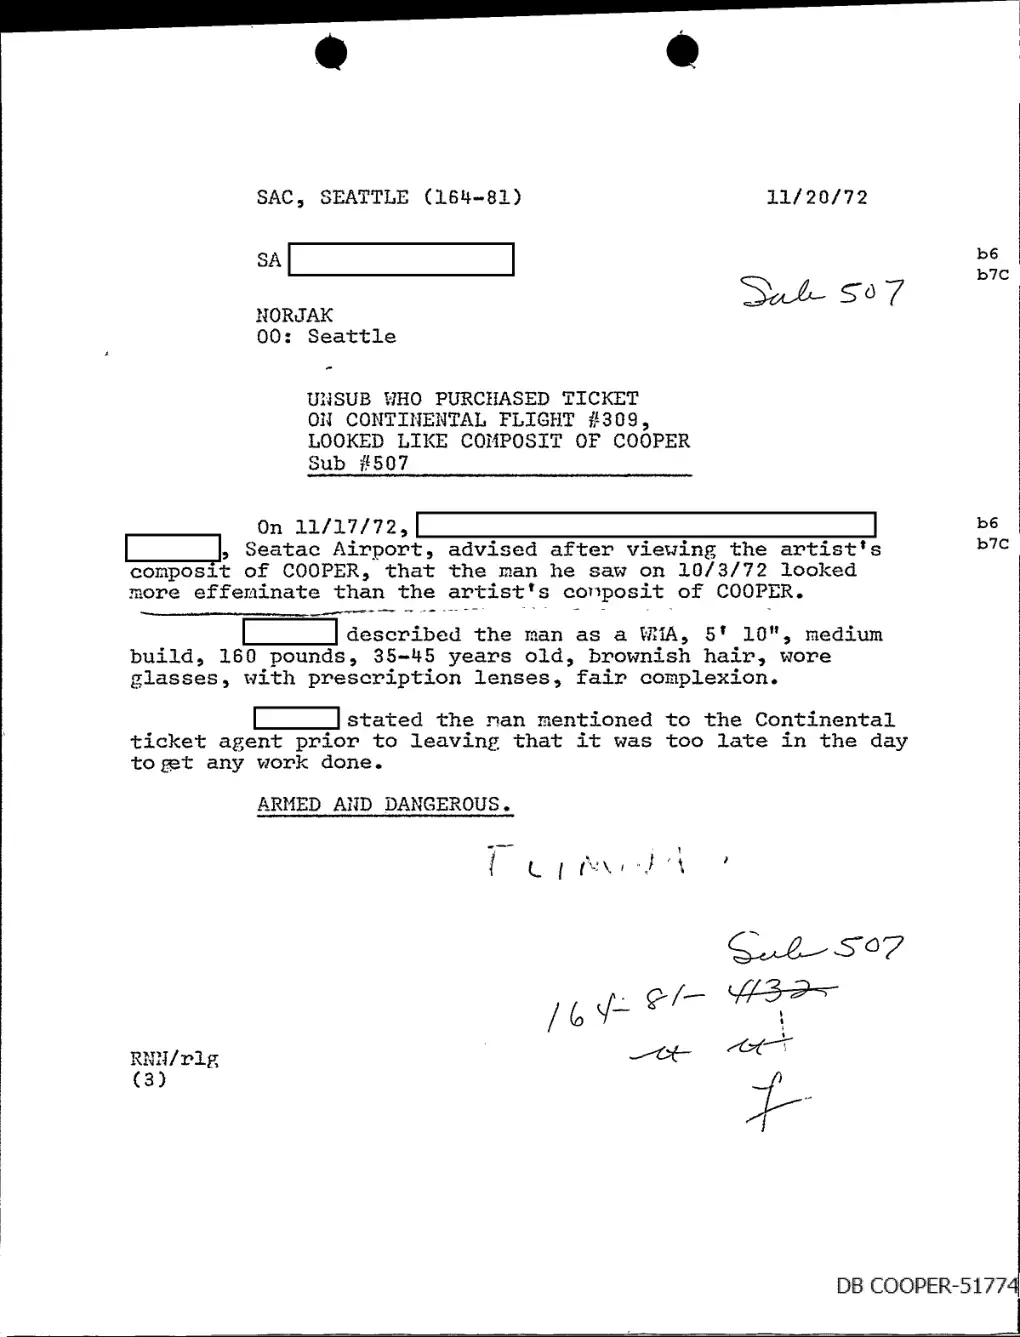 SAC, SEATTLE (164-81) 11/20/72
SA
b6
b7C
Sub 507
NORJAK
OO: Seattle
UNSUB WHO PURCHASED TICKET
ON CONTINENTAL FLIGHT #309,
LOOKED LIKE COMPOSIT OF COOPER
Sub #507
On 11/17/72,
b6
, Seatac Airport, advised after viewing the artist's
b7C
composit of COOPER, that the man he saw on 10/3/72 looked
more effeminate than the artist's composit of COOPER.
described the man as a WMA, 5' 10", medium
build, 160 pounds, 35-45 years old, brownish hair, wore
glasses, with prescription lenses, fair complexion.
stated the man mentioned to the Continental
ticket agent prior to leaving that it was too late in the day
to get any work done.
ARMED AND DANGEROUS.
Sub 507
164-81-4132
RNN/rlg
(3)
DB COOPER-51774